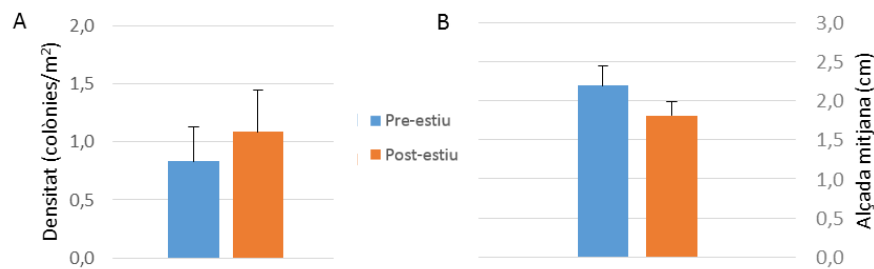 A
Densitat (colònies/m²)
2,0
1,5
1,0
0,5
0,0
Pre-estiu
Post-estiu
B
3,0
2,5
2,0
1,5
1,0
0,5
0,0
Alçada mitjana (cm)